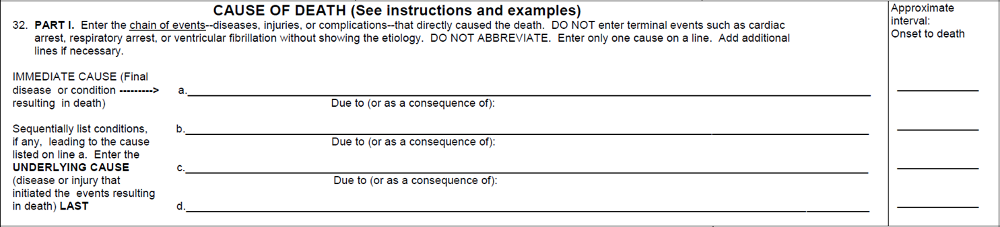 CAUSE OF DEATH (See instructions and examples)
32. PART I. Enter the chain of events--diseases, injuries, or complications--that directly caused the death. DO NOT enter terminal events such as cardiac
arrest, respiratory arrest, or ventricular fibrillation without showing the etiology. DO NOT ABBREVIATE. Enter only one cause on a line. Add additional
lines if necessary.
IMMEDIATE CAUSE (Final
disease or condition ---------> a.
resulting in death) Due to (or as a consequence of):
Sequentially list conditions, b.
if any, leading to the cause Due to (or as a consequence of):
listed on line a. Enter the
UNDERLYING CAUSE c.
(disease or injury that Due to (or as a consequence of):
initiated the events resulting
in death) LAST d.
Approximate
interval:
Onset to death